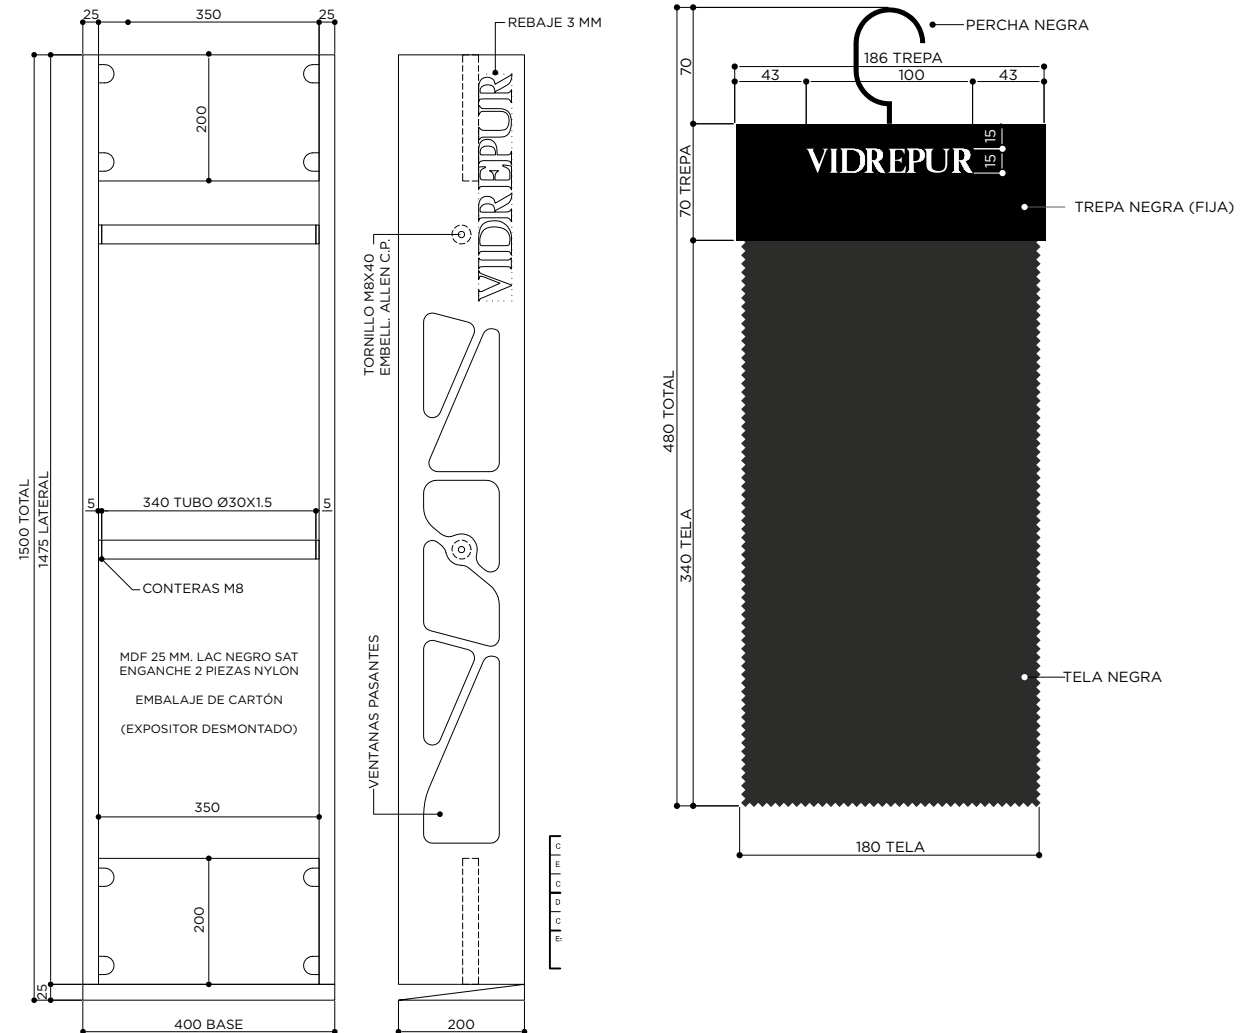 25
350
25
REBAJE 3 MM
PERCHA NEGRA
186 TREPA
43
100
43
70
200
VIDREPUR
15
15
VIDREPUR
70 TREPA
TREPA NEGRA (FIJA)
TORNILLO M8X40
EMBELL. ALLEN C.P.
480 TOTAL
1500 TOTAL
1475 LATERAL
5
340 TUBO Ø30X1.5
5
340 TELA
CONTERAS M8
MDF 25 MM. LAC NEGRO SAT
ENGANCHE 2 PIEZAS NYLON
EMBALAJE DE CARTÓN
(EXPOSITOR DESMONTADO)
VENTANAS PASANTES
TELA NEGRA
350
180 TELA
C
E
C
D
C
E
200
25
400 BASE
200